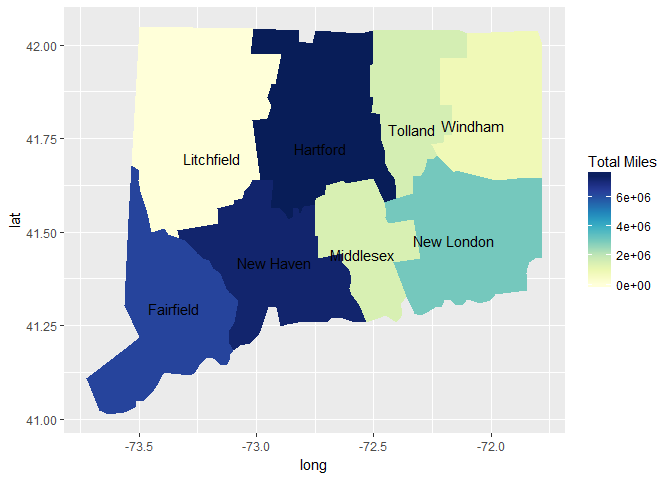 42.00
41.75
41.50
41.25
41.00
lat
Litchfield
Hartford
Tolland
Windham
New Haven
Middlesex
New London
Fairfield
-73.5
-73.0
-72.5
-72.0
long
Total Miles
6e+06
4e+06
2e+06
0e+00